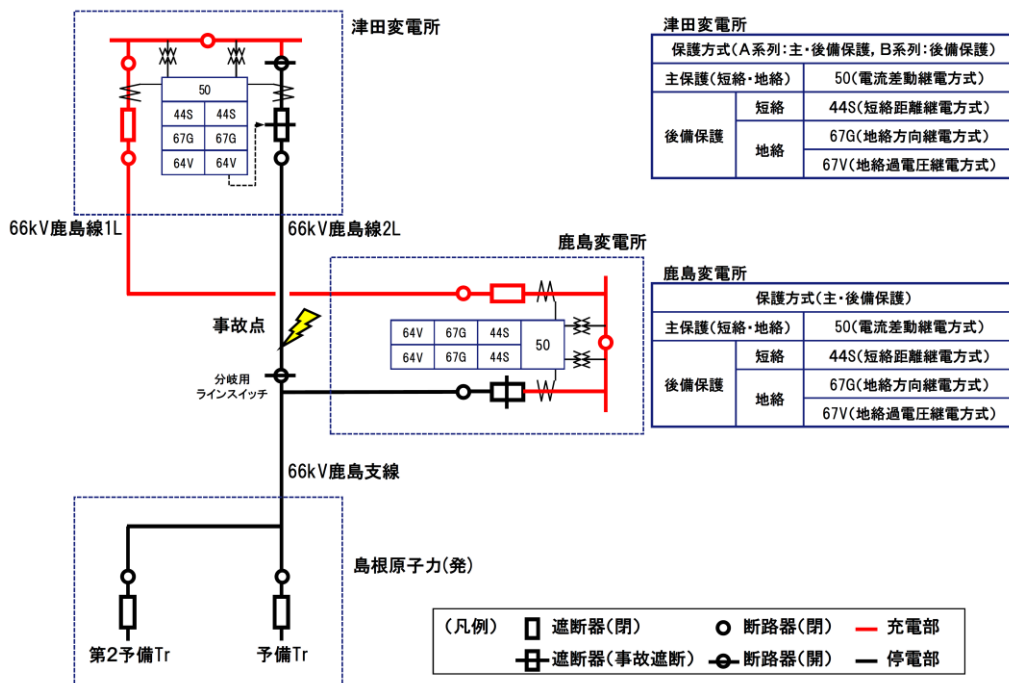 津田変電所
50
44S 44S
67G 67G
64V 64V
66kV鹿島線1L
66kV鹿島線2L
津田変電所
保護方式(A系列:主・後備保護, B系列:後備保護)
主保護(短絡・地絡) 50(電流差動継電方式)
後備保護 短絡 44S(短絡距離継電方式)
地絡 67G(地絡方向継電方式)
67V(地絡過電圧継電方式)
鹿島変電所
64V 67G 44S 50
64V 67G 44S
事故点
分岐用
ラインスイッチ
鹿島変電所
保護方式(主・後備保護)
主保護(短絡・地絡) 50(電流差動継電方式)
後備保護 短絡 44S(短絡距離継電方式)
地絡 67G(地絡方向継電方式)
67V(地絡過電圧継電方式)
66kV鹿島支線
島根原子力(発)
第2予備Tr
予備Tr
(凡例) 遮断器(閉) 断路器(閉) 充電部
遮断器(事故遮断) 断路器(開) 停電部